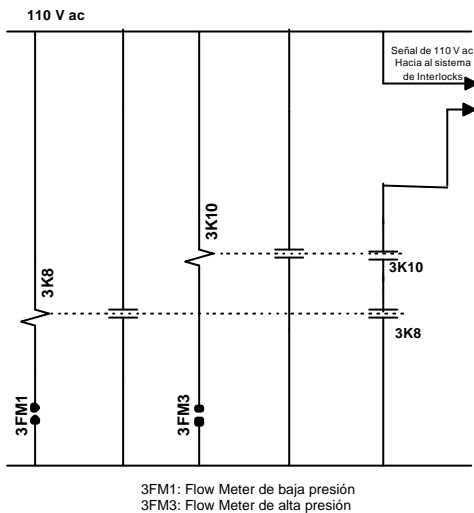 110 V ac
Señal de 110 V ac
Hacia al sistema
de Interlocks
3K10
3K8
3K10
3K8
3FM1
3FM3
3FM1: Flow Meter de baja presión
3FM3: Flow Meter de alta presión